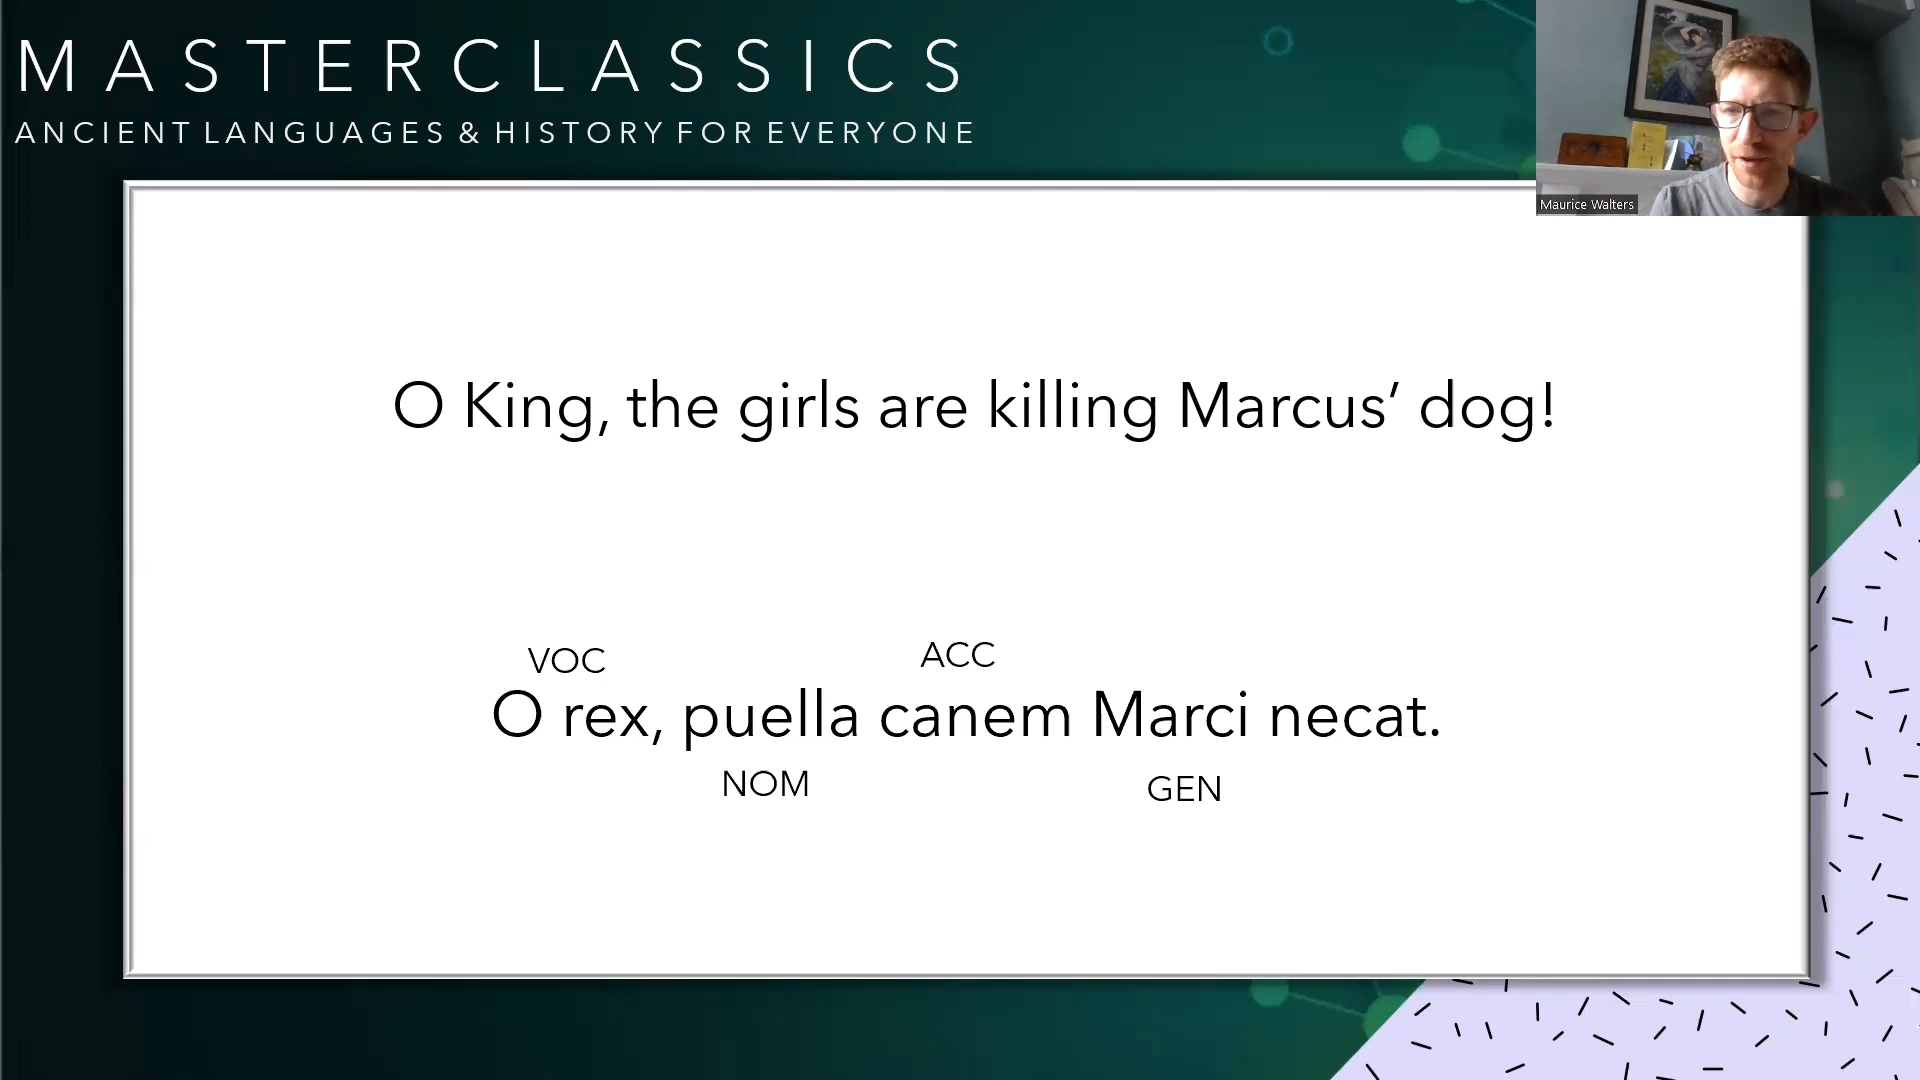 MASTERCLASSICS
ANCIENT LANGUAGES & HISTORY FOR EVERYONE
Maurice Walters
O King, the girls are killing Marcus’ dog!
VOC ACC
O rex, puella canem Marci necat.
NOM GEN